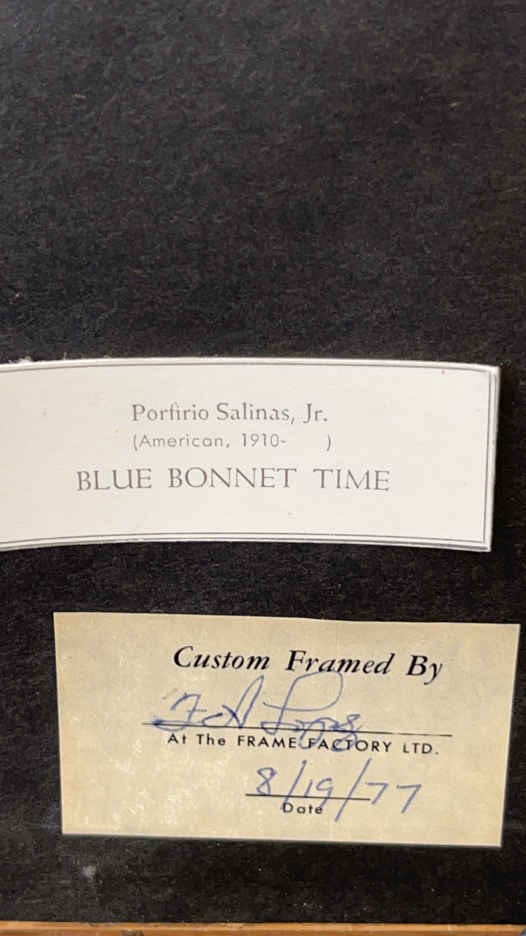 Porfirio Salinas, Jr.
(American, 1910- )
BLUE BONNET TIME
Custom Framed By
At The FRAME FACTORY LTD.
8/19/77
Date